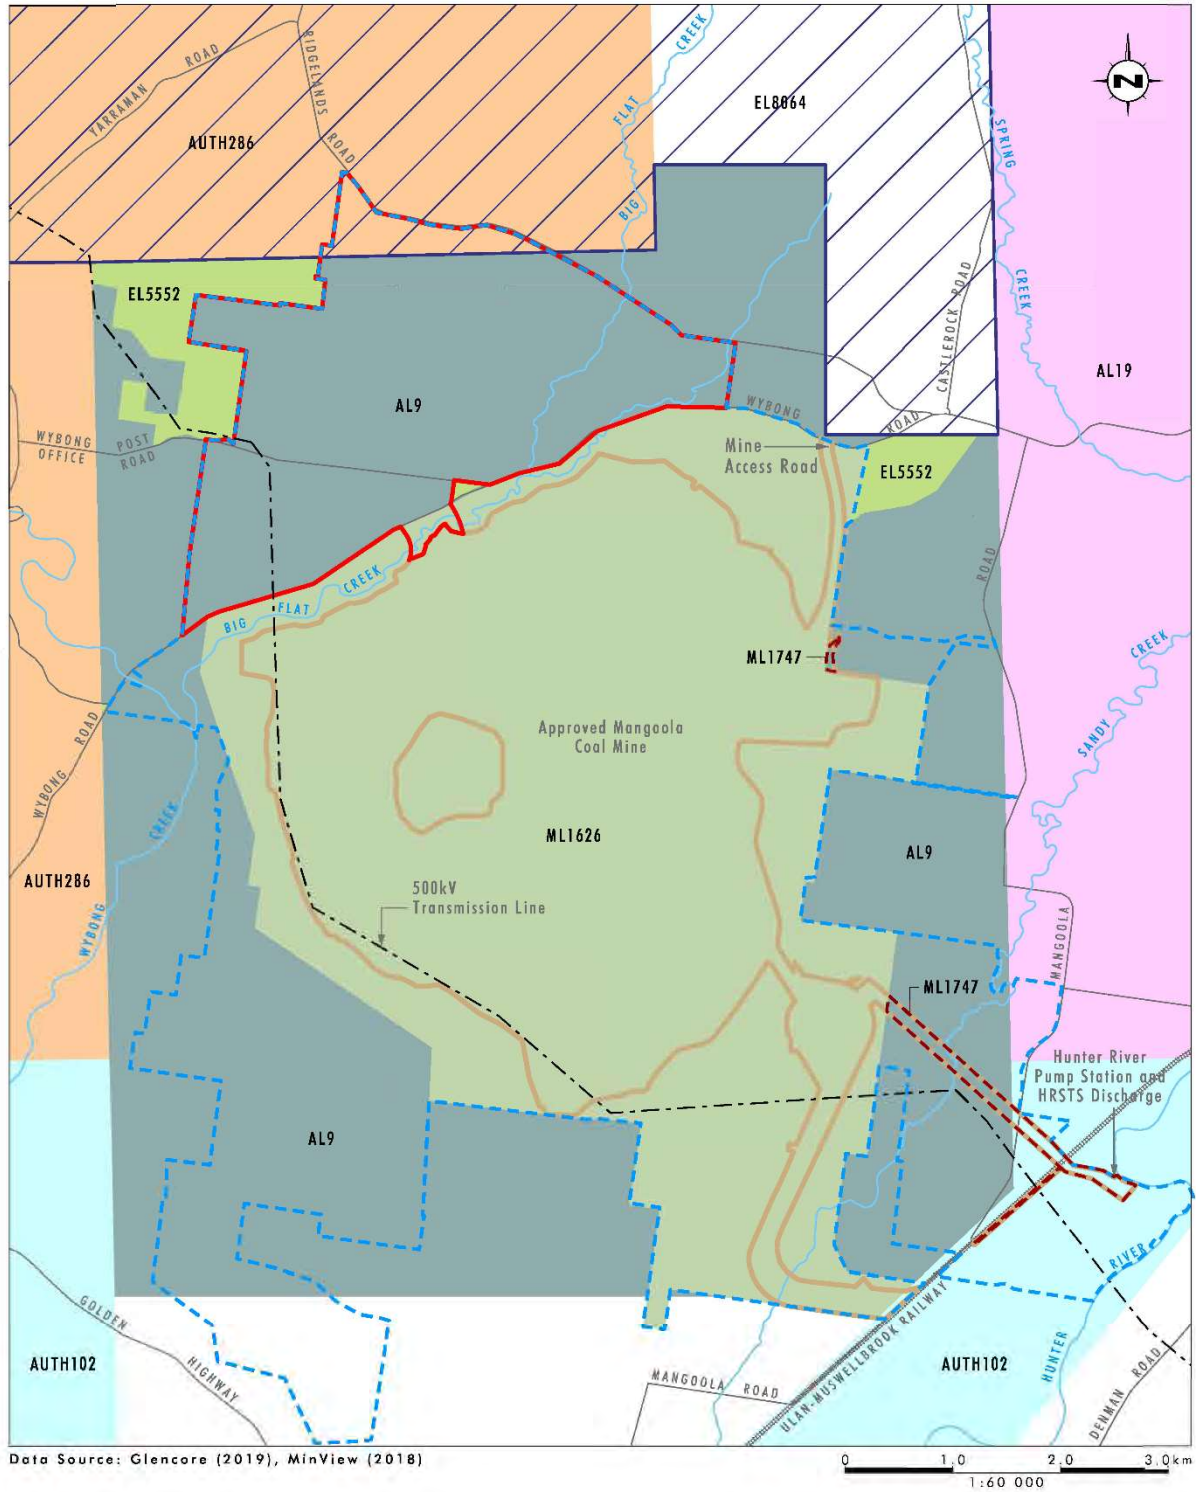 CREEK
YARRAMAN ROAD
RIDGELANDS ROAD
FLAT
EL8064
N
AUTH286
SPRING
BIG
EL5552
CREEK
CASTLEROCK ROAD
AL19
AL9
WYBONG
ROAD
WYBONG
OFFICE
POST
ROAD
Mine
Access Road
EL5552
ROAD
CREEK
FLAT
BIG
CREEK
ML1747
SANDY
Approved Mangoola
Coal Mine
WYBONG ROAD
CREEK
ML1626
AL9
AUTH286
500kV
Transmission Line
WYBONG
MANGOOLA
ML1747
Hunter River
Pump Station and
HRSTS Discharge
AL9
RIVER
GOLDEN
HIGHWAY
AUTH102
MANGOOLA ROAD
ULAN-MUSWELLBROOK RAILWAY
AUTH102
HUNTER
DENMAN ROAD
Data Source: Glencore (2019), MinView (2018)
0 1.0 2.0 3.0km
1:60 000